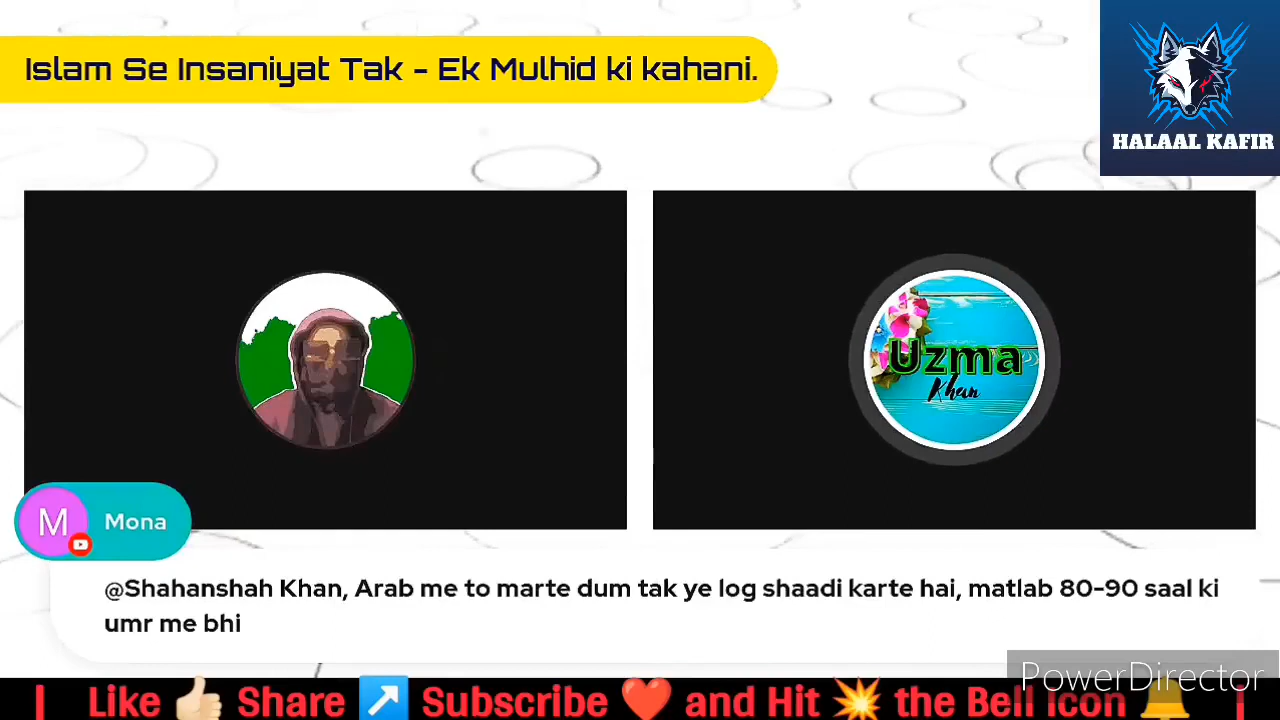 Islam Se Insaniyat Tak - Ek Mulhid ki kahani.
HALAAL KAFIR
Uzma
Khan
M
Mona
@Shahanshah Khan, Arab me to marte dum tak ye log shaadi karte hai, matlab 80-90 saal ki
umr me bhi
PowerDirector
| Like 👍🏻 Share ↗️ Subscribe ❤️ and Hit 💥 the Bell icon 🔔 |